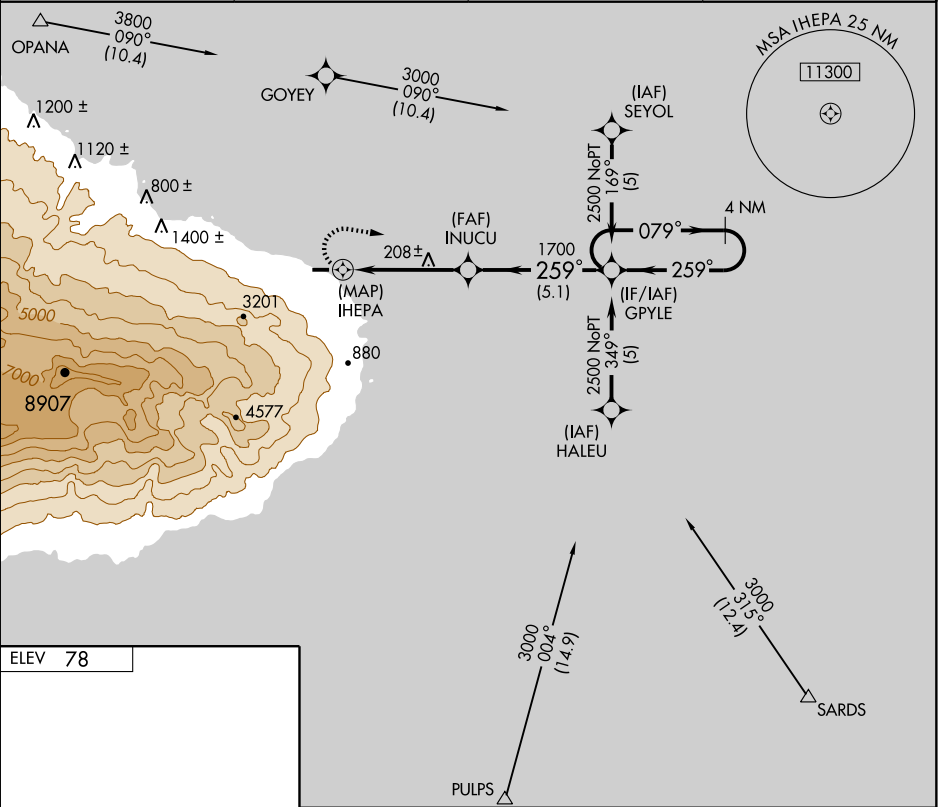 3800
090°
(10.4)
OPANA
MSA IHEPA 25 NM
11300
GOYEY
3000
090°
(10.4)
(IAF)
SEYOL
1200 ±
1120 ±
800 ±
1400 ±
2500 NoPT
169°
(5)
4 NM
079°
(FAF)
INUCU
208±
1700
259°
(5.1)
259°
(IF/IAF)
GPYLE
(MAP)
IHEPA
3201
5000
880
7000
8907
4577
2500 NoPT
349°
(5)
(IAF)
HALEU
3000
315°
(12.4)
3000
004°
(14.9)
ELEV 78
SARDS
PULPS